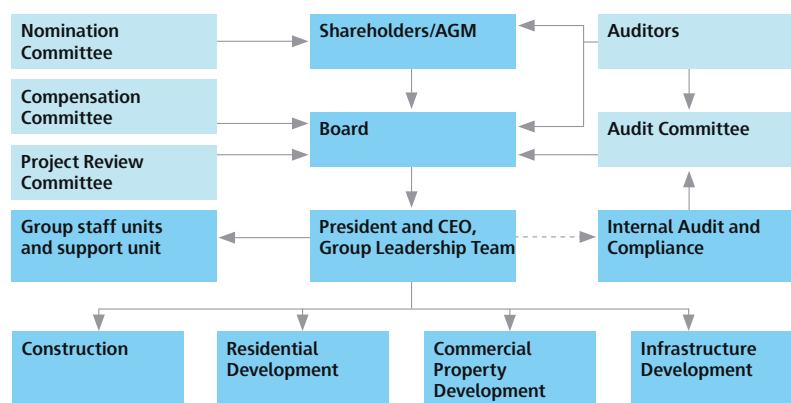 Nomination
Committee
Shareholders/AGM
Auditors
Compensation
Committee
Board
Audit Committee
Project Review
Committee
Group staff units
and support unit
President and CEO,
Group Leadership Team
Internal Audit and
Compliance
Construction
Residential
Development
Commercial
Property
Development
Infrastructure
Development